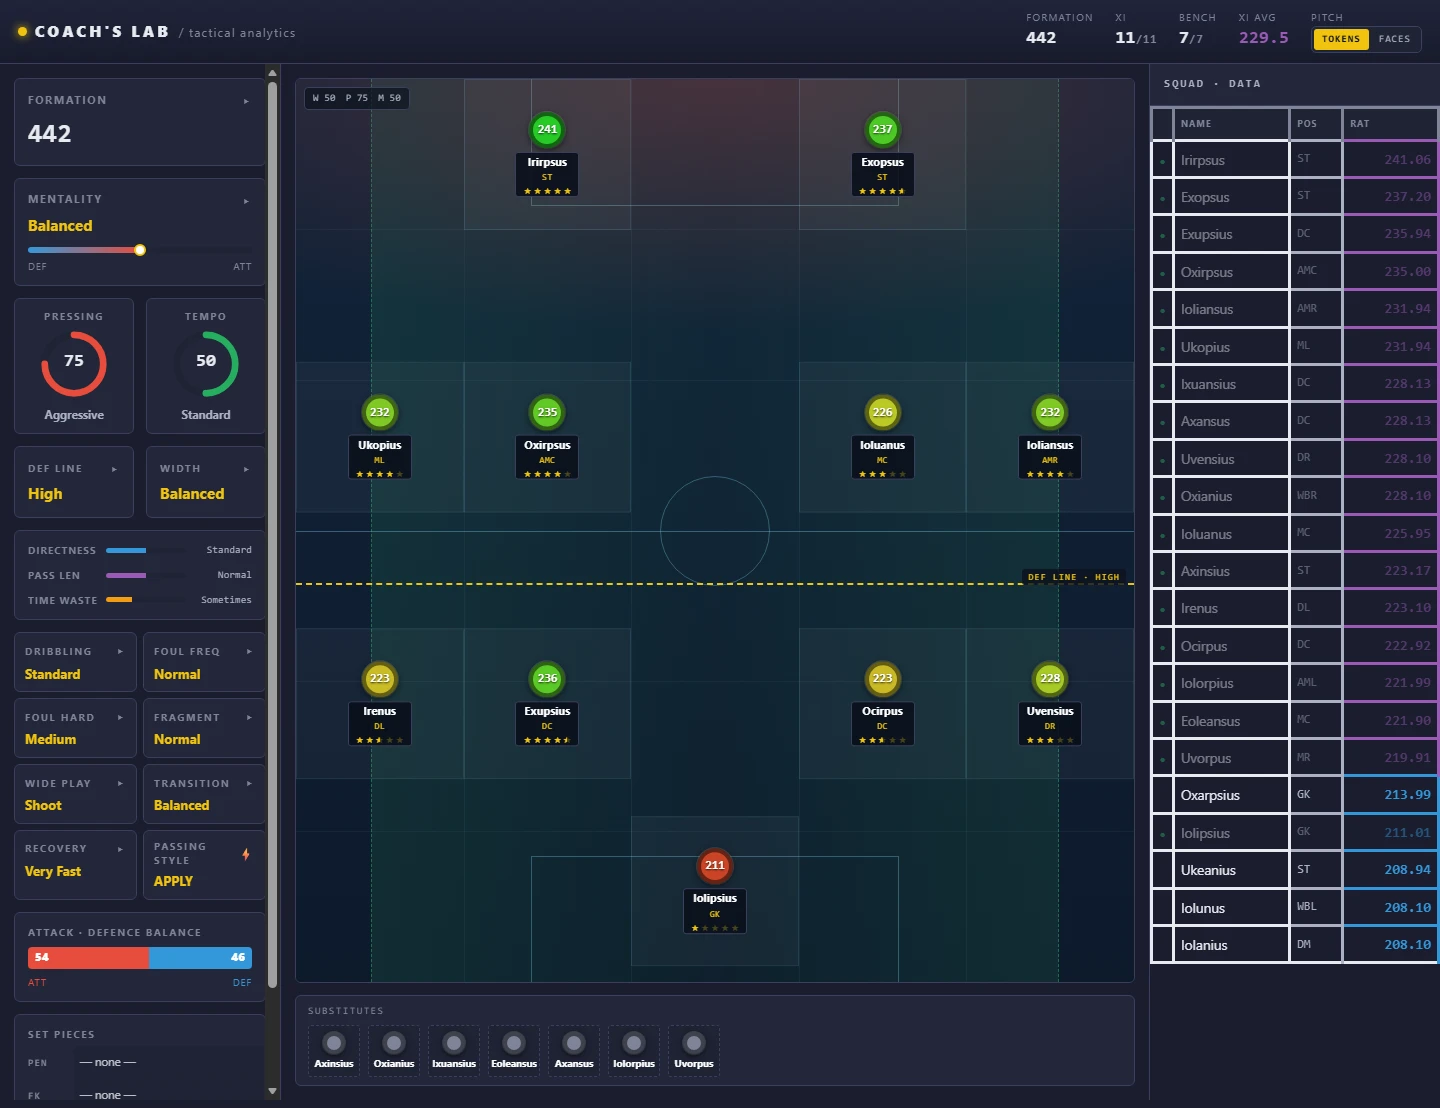 COACH'S LAB / tactical analytics
FORMATION XI BENCH XI AVG PITCH
442 11/11 7/7 229.5 TOKENS FACES
FORMATION
442
MENTALITY
Balanced
DEF ATT
PRESSING TEMPO
75 50
Aggressive Standard
DEF LINE WIDTH
High Balanced
DIRECTNESS Standard
PASS LEN Normal
TIME WASTE Sometimes
DRIBBLING FOUL FREQ
Standard Normal
FOUL HARD FRAGMENT
Medium Normal
WIDE PLAY TRANSITION
Shoot Balanced
RECOVERY PASSING STYLE
Very Fast APPLY
ATTACK · DEFENCE BALANCE
54 46
ATT DEF
SET PIECES
PEN — none —
FK — none —
W 50 P 75 M 50
241 237
Irirpsus Exopsus
ST ST
232 235 226 232
Ukopius Oxirpsus Ioluanus Ioliansus
ML AMC MC AMR
DEF LINE · HIGH
223 236 223 228
Irenus Exupsius Ocirpus Uvensius
DL DC DC DR
211
Iolipsius
GK
SUBSTITUTES
Axinsius Oxianius Ixuansius Eoleansus Axansus Iolorpius Uvorpus
SQUAD · DATA
NAME POS RAT
Irirpsus ST 241.06
Exopsus ST 237.20
Exupsius DC 235.94
Oxirpsus AMC 235.00
Ioliansus AMR 231.94
Ukopius ML 231.94
Ixuansius DC 228.13
Axansus DC 228.13
Uvensius DR 228.10
Oxianius WBR 228.10
Ioluanus MC 225.95
Axinsius ST 223.17
Irenus DL 223.10
Ocirpus DC 222.92
Iolorpius AML 221.99
Eoleansus MC 221.90
Uvorpus MR 219.91
Oxarpsius GK 213.99
Iolipsius GK 211.01
Ukeanius ST 208.94
Iolunus WBL 208.10
Iolanius DM 208.10